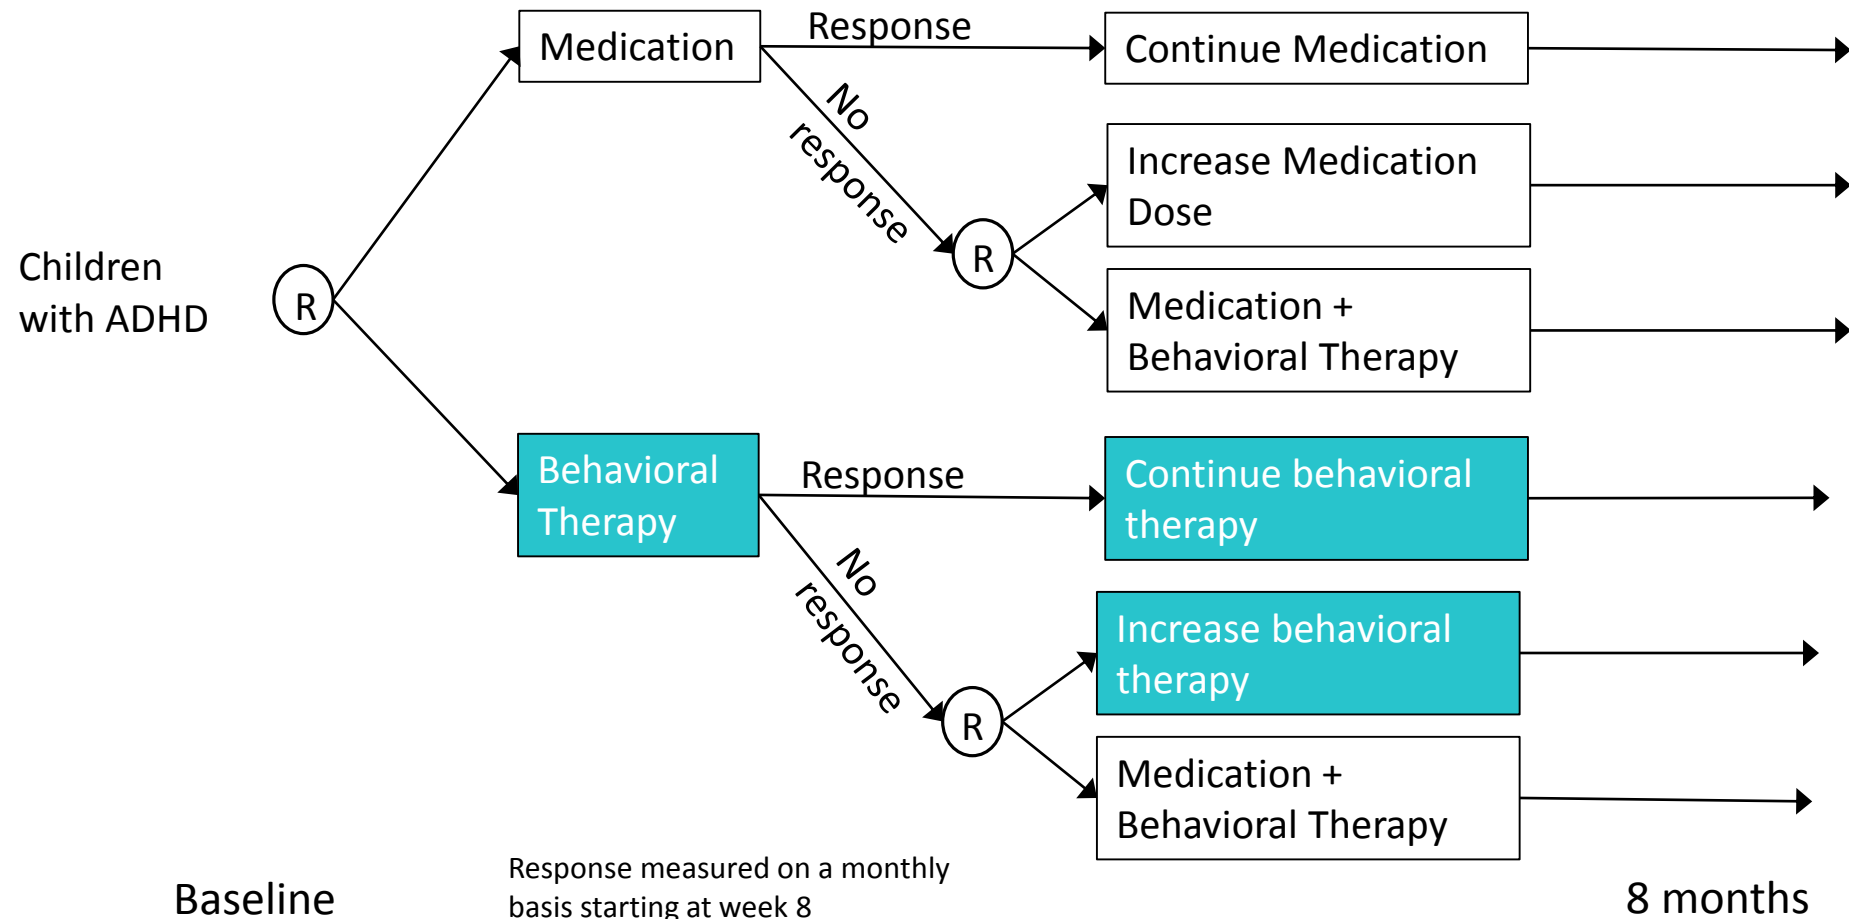 Medication
Response
Continue Medication
No
response
Increase Medication
Dose
R
Medication +
Behavioral Therapy
Children
with ADHD
R
Behavioral
Therapy
Response
Continue behavioral
therapy
No
response
Increase behavioral
therapy
R
Medication +
Behavioral Therapy
Baseline
Response measured on a monthly
basis starting at week 8
8 months